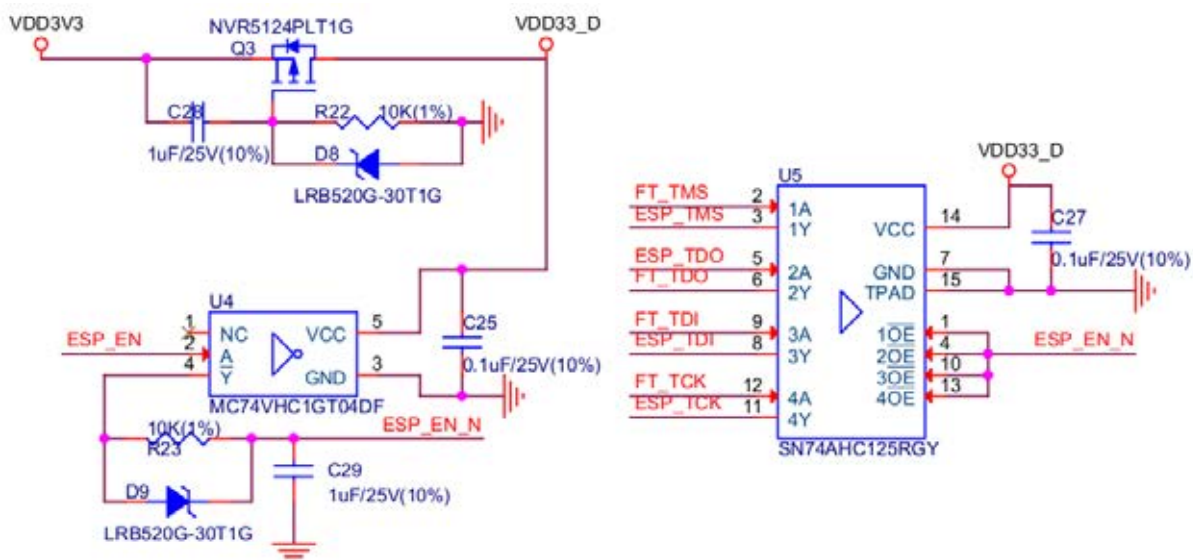 VDD3V3
NVR5124PLT1G
VDD33_D
Q3
C28
R22
10K(1%)
1uF/25V(10%)
D8
LRB520G-30T1G
U4
1
NC
VCC
5
ESP_EN
2
A
4
Y
GND
3
MC74VHC1GT04DF
C25
0.1uF/25V(10%)
10K(1%)
R23
ESP_EN_N
C29
1uF/25V(10%)
D9
LRB520G-30T1G
VDD33_D
U5
FT_TMS
2
1A
ESP_TMS
3
1Y
VCC
14
C27
0.1uF/25V(10%)
ESP_TDO
5
2A
GND
7
FT_TDO
6
2Y
TPAD
15
FT_TDI
9
3A
1OE
1
ESP_TDI
8
3Y
2OE
4
ESP_EN_N
3OE
10
FT_TCK
12
4A
4OE
13
ESP_TCK
11
4Y
SN74AHC125RGY